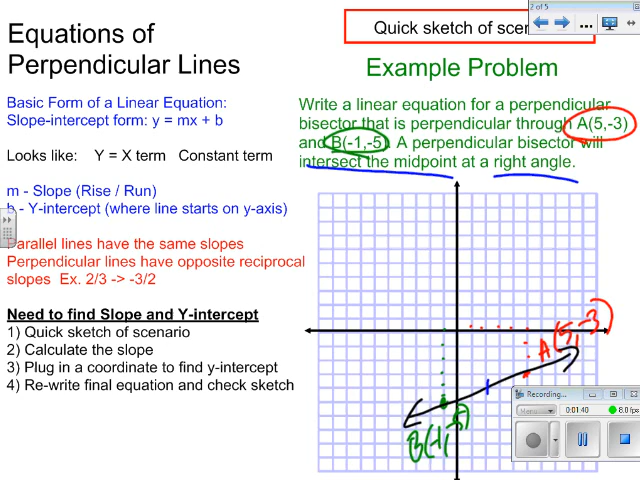 2 of 5
Quick sketch of scen
Equations of
Perpendicular Lines
Example Problem
Basic Form of a Linear Equation:
Slope-intercept form: y = mx + b
Looks like: Y = X term Constant term
m - Slope (Rise / Run)
b - Y-intercept (where line starts on y-axis)
Parallel lines have the same slopes
Perpendicular lines have opposite reciprocal
slopes Ex. 2/3 -> -3/2
Need to find Slope and Y-intercept
1) Quick sketch of scenario
2) Calculate the slope
3) Plug in a coordinate to find y-intercept
4) Re-write final equation and check sketch
Write a linear equation for a perpendicular
bisector that is perpendicular through A(5,-3)
and B(-1,-5). A perpendicular bisector will
intersect the midpoint at a right angle.
A(5,-3)
B(-1,-5)
Recording...
Menu
0:01:40
8.0 fps